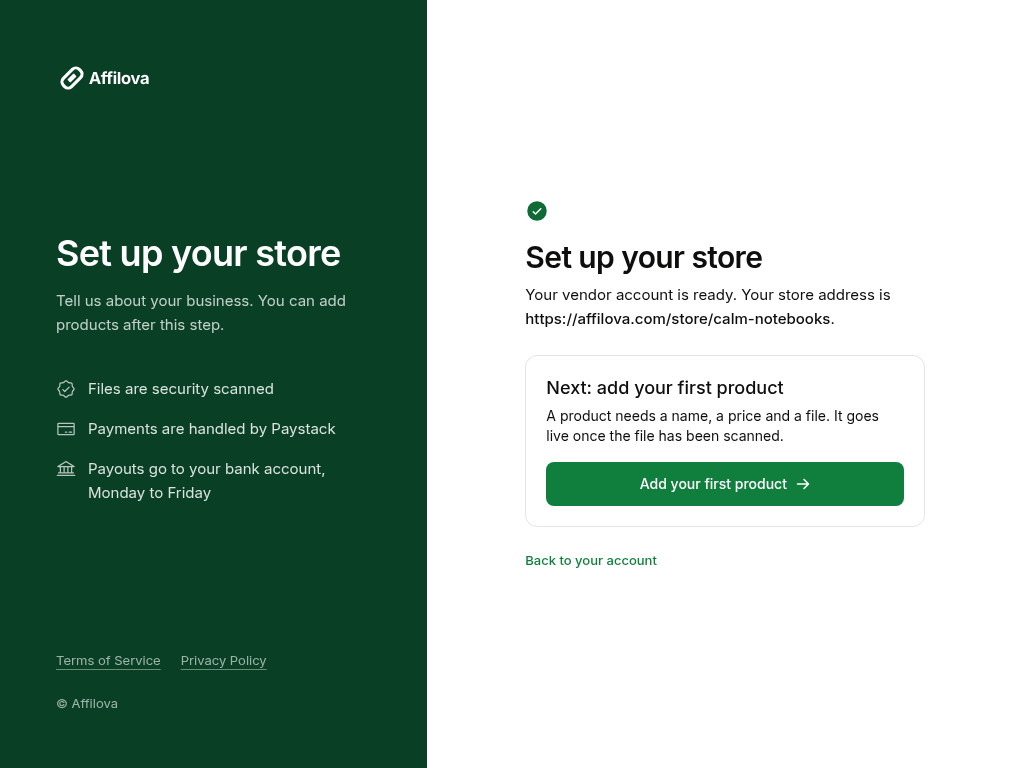 Affilova
Set up your store
Tell us about your business. You can add
products after this step.
Files are security scanned
Payments are handled by Paystack
Payouts go to your bank account,
Monday to Friday
Terms of Service
Privacy Policy
© Affilova
Set up your store
Your vendor account is ready. Your store address is
https://affilova.com/store/calm-notebooks.
Next: add your first product
A product needs a name, a price and a file. It goes
live once the file has been scanned.
Add your first product →
Back to your account